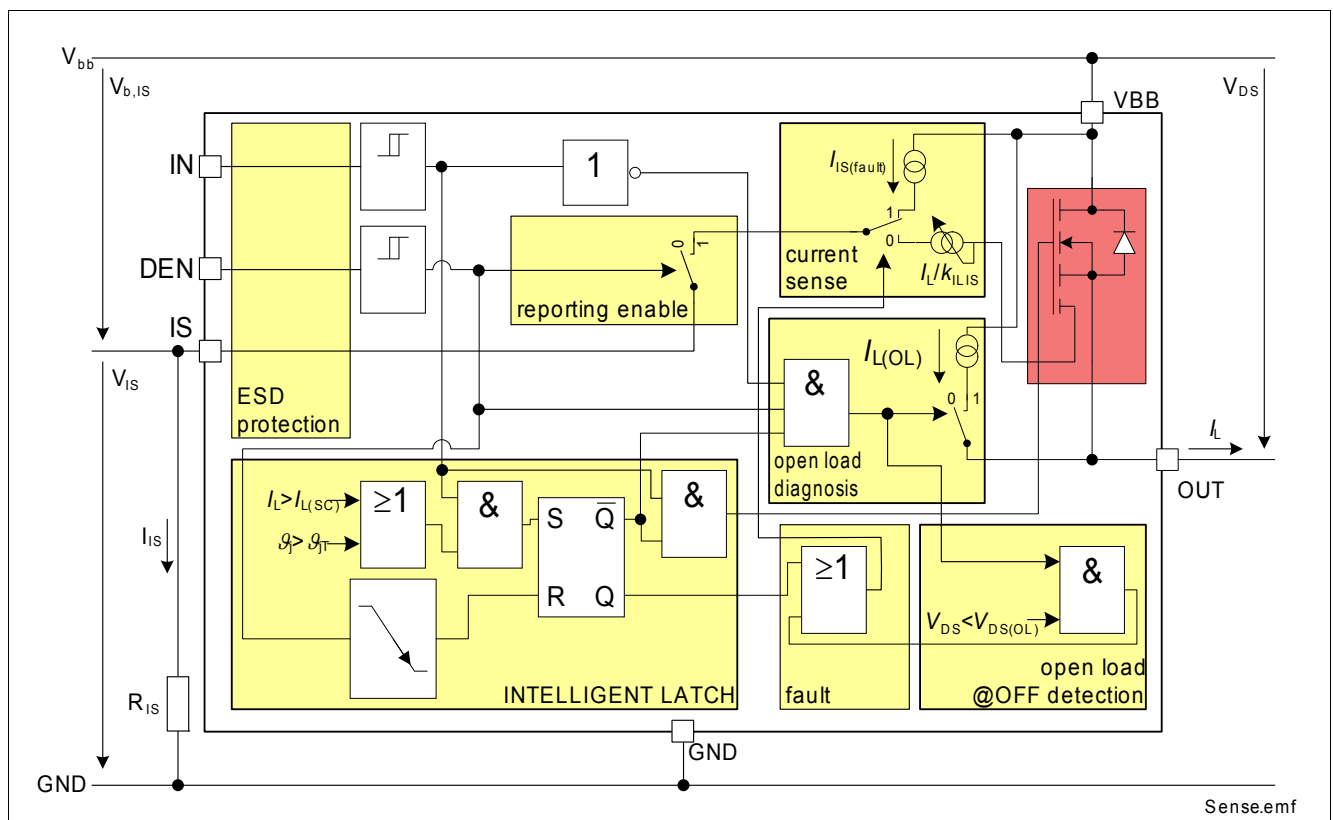 Vbb
Vb,IS
VDS
VBB
IN
1
IIS(fault)
1
0
0
1
DEN
current
sense
IL/kILIS
reporting enable
IS
VIS
ESD
protection
&
IL(OL)
0
1
open load
diagnosis
IL
OUT
IL>IL(SC)
≥1
&
S
Q
&
ϑj>ϑjT
IIS
R
Q
≥1
&
VDS<VDS(OL)
RIS
INTELLIGENT LATCH
fault
open load
@OFF detection
GND
GND
Sense.emf